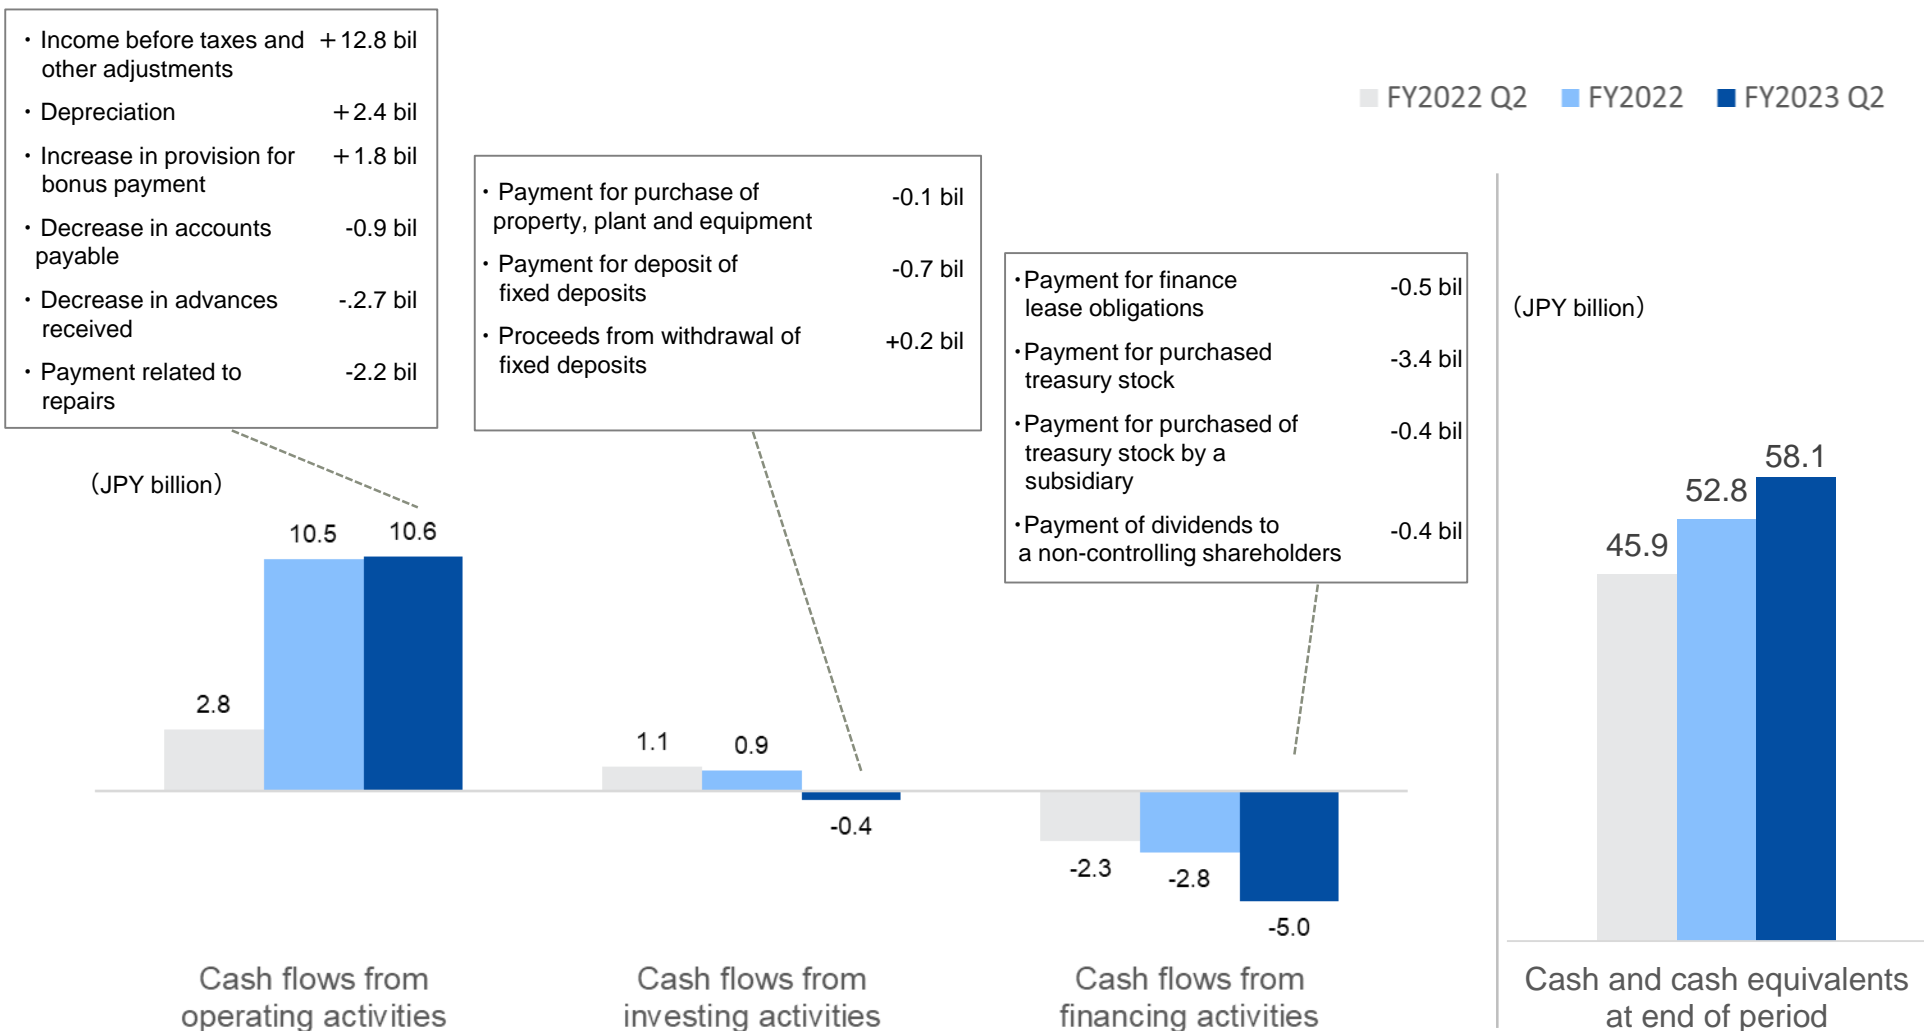 ・ Income before taxes and +12.8 bil
other adjustments
・ Depreciation +2.4 bil
・ Increase in provision for +1.8 bil
bonus payment
・ Decrease in accounts -0.9 bil
payable
・ Decrease in advances -.2.7 bil
received
・ Payment related to -2.2 bil
repairs
・ Payment for purchase of -0.1 bil
property, plant and equipment
・ Payment for deposit of -0.7 bil
fixed deposits
・ Proceeds from withdrawal of +0.2 bil
fixed deposits
・Payment for finance -0.5 bil
lease obligations
・Payment for purchased -3.4 bil
treasury stock
・Payment for purchased of -0.4 bil
treasury stock by a
subsidiary
・Payment of dividends to -0.4 bil
a non-controlling shareholders
FY2022 Q2 FY2022 FY2023 Q2
（JPY billion）
2.8 10.5 10.6
1.1 0.9 -0.4
-2.3 -2.8 -5.0
Cash flows from
operating activities
Cash flows from
investing activities
Cash flows from
financing activities
（JPY billion）
45.9 52.8 58.1
Cash and cash equivalents
at end of period